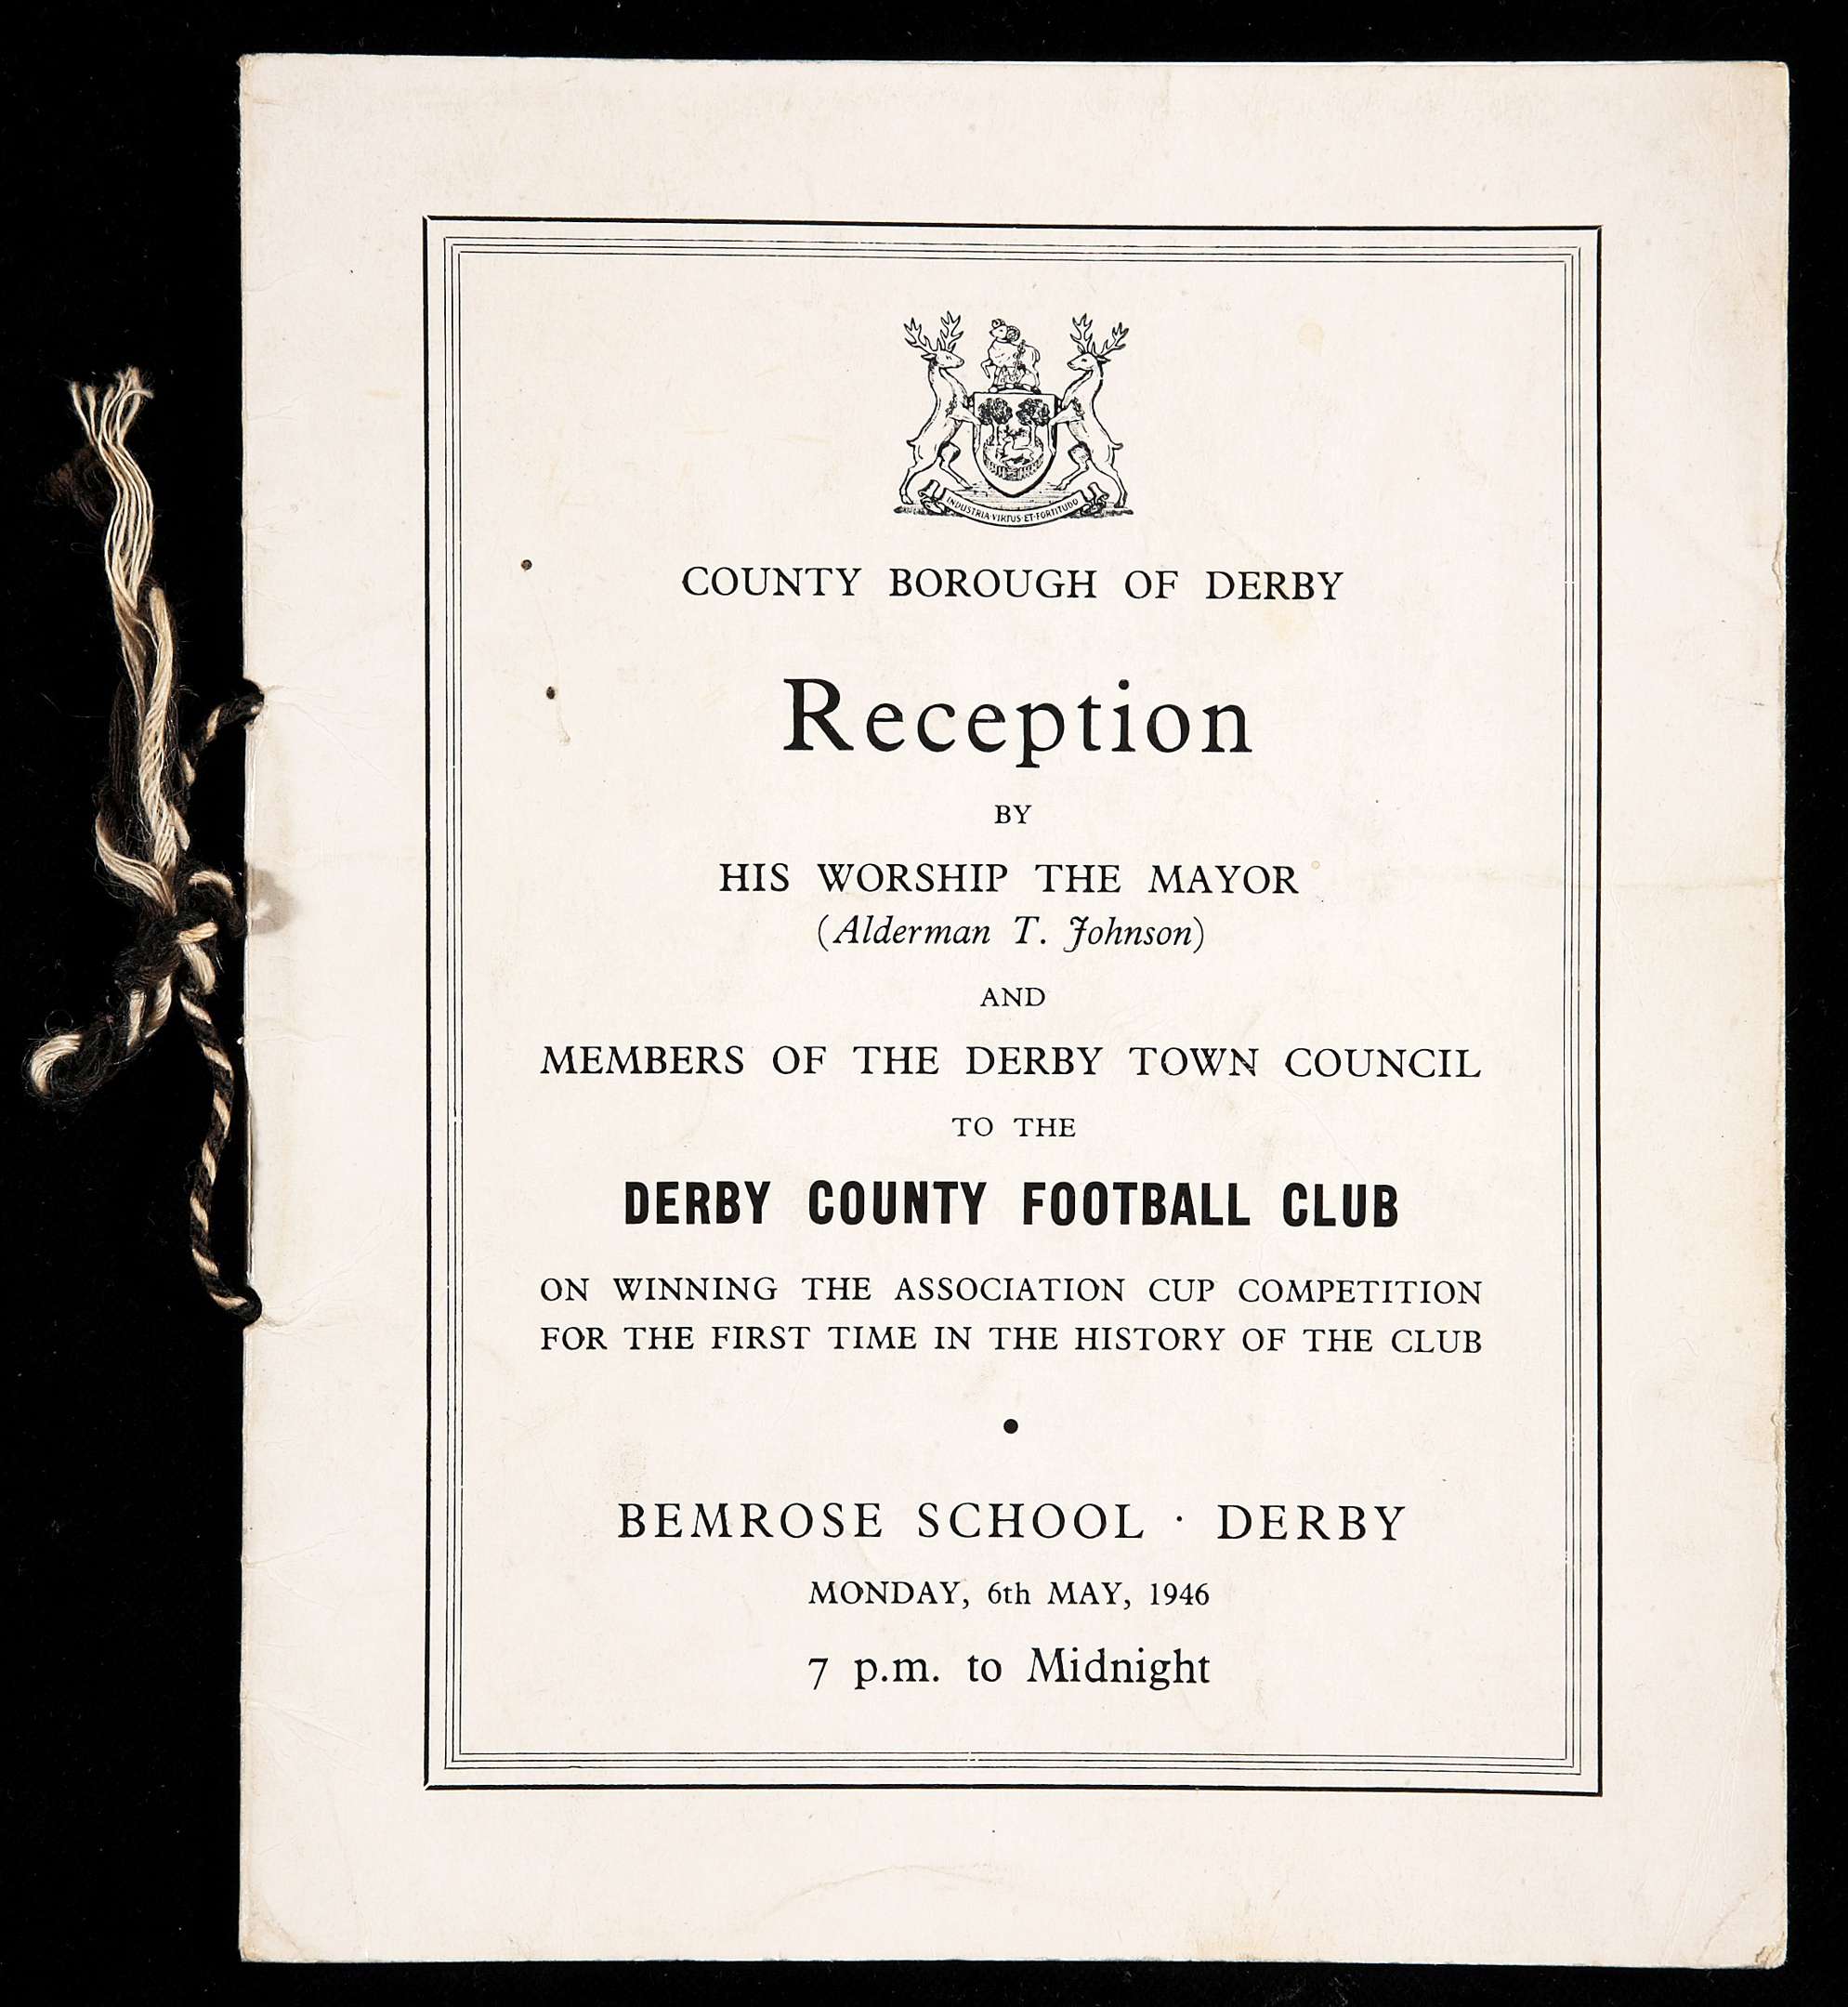 INDUSTRIA·VIRTUS·ET·FORTITUDO
COUNTY BOROUGH OF DERBY
Reception
BY
HIS WORSHIP THE MAYOR
(Alderman T. Johnson)
AND
MEMBERS OF THE DERBY TOWN COUNCIL
TO THE
DERBY COUNTY FOOTBALL CLUB
ON WINNING THE ASSOCIATION CUP COMPETITION
FOR THE FIRST TIME IN THE HISTORY OF THE CLUB
•
BEMROSE SCHOOL · DERBY
MONDAY, 6th MAY, 1946
7 p.m. to Midnight